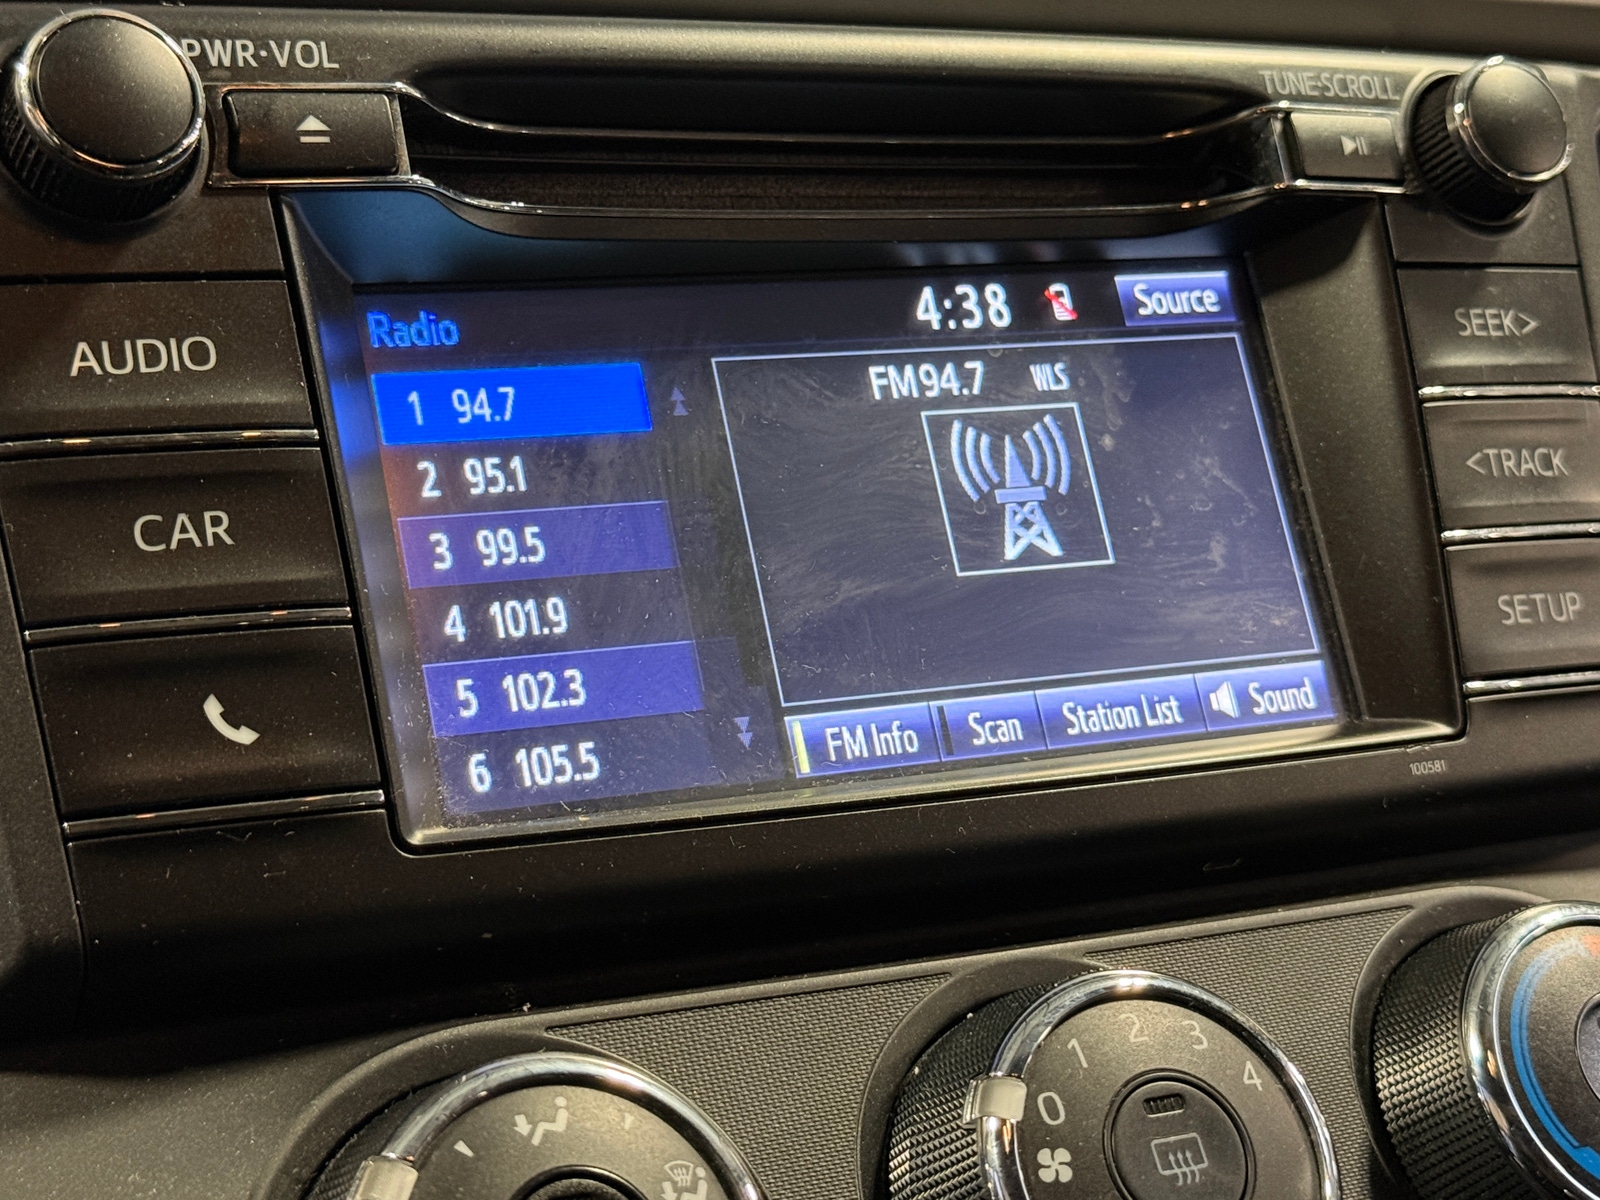 PWR·VOL
TUNE·SCROLL
AUDIO
CAR
SEEK>
<TRACK
SETUP
Radio
4:38
Source
1 94.7
2 95.1
3 99.5
4 101.9
5 102.3
6 105.5
FM94.7 WLS
FM Info
Scan
Station List
Sound
100581
0 1 2 3 4